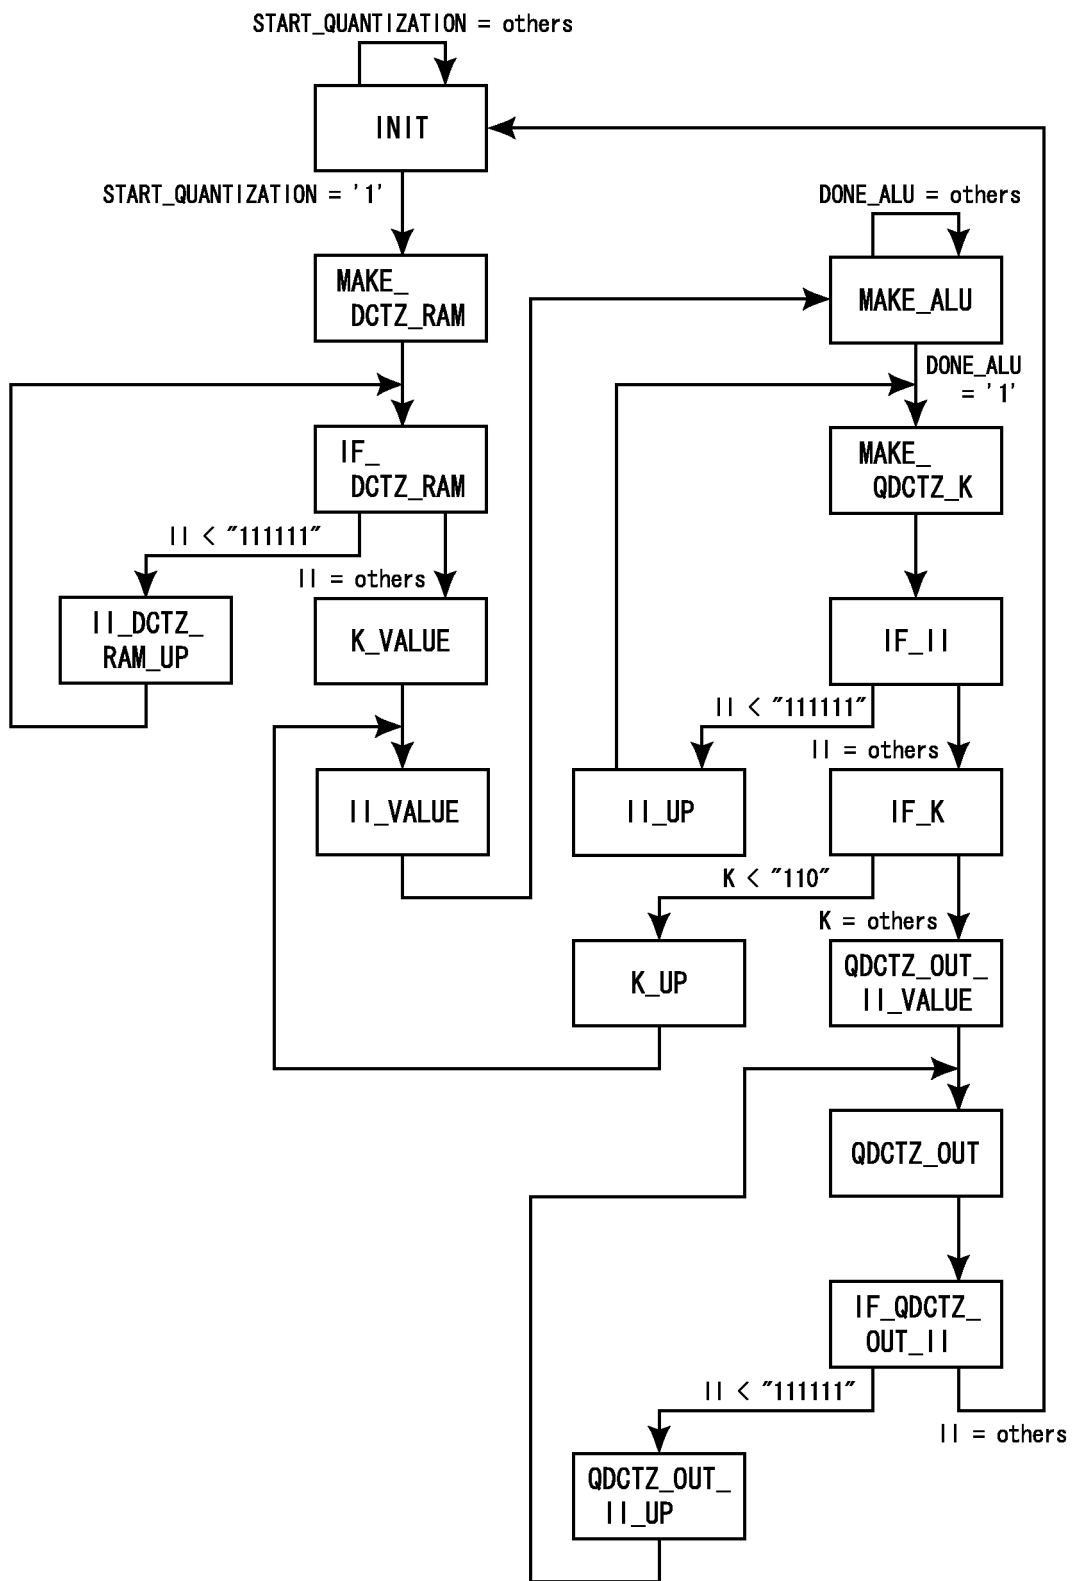 START_QUANTIZATION = others
INIT
START_QUANTIZATION = '1'
MAKE_
DCTZ_RAM
IF_
DCTZ_RAM
II < "111111"
II = others
II_DCTZ_
RAM_UP
K_VALUE
II_VALUE
DONE_ALU = others
MAKE_ALU
DONE_ALU
= '1'
MAKE_
QDCTZ_K
IF_II
II < "111111"
II = others
II_UP
IF_K
K < "110"
K = others
K_UP
QDCTZ_OUT_
II_VALUE
QDCTZ_OUT
IF_QDCTZ_
OUT_II
II < "111111"
II = others
QDCTZ_OUT_
II_UP